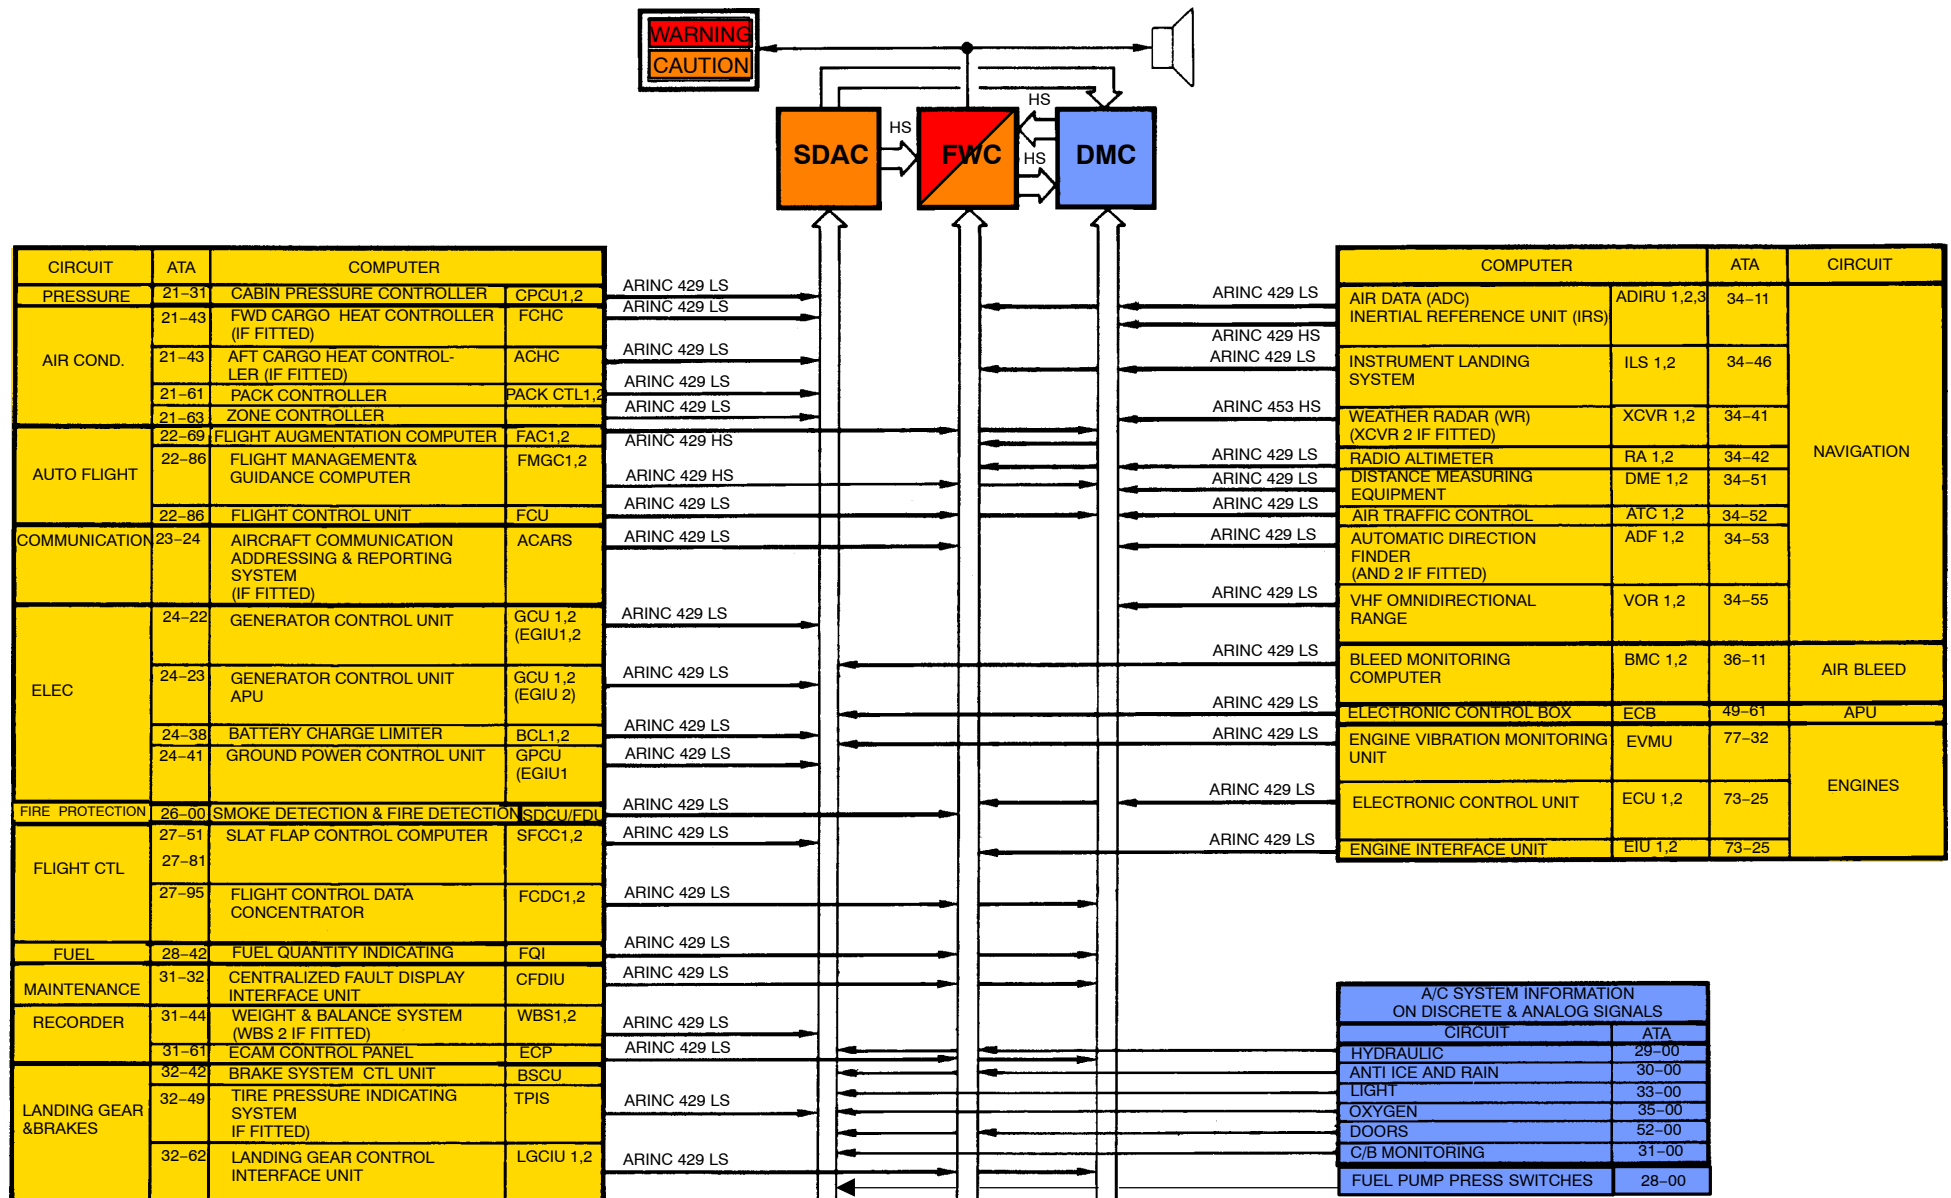 WARNING
CAUTION
HS
HS
HS
SDAC
FWC
DMC
CIRCUIT ATA COMPUTER
PRESSURE 21–31 CABIN PRESSURE CONTROLLER CPCU1,2 ARINC 429 LS
AIR COND.
21–43 FWD CARGO HEAT CONTROLLER FCHC ARINC 429 LS
(IF FITTED)
21–43 AFT CARGO HEAT CONTROL- ACHC ARINC 429 LS
LER (IF FITTED)
21–61 PACK CONTROLLER PACK CTL1,2 ARINC 429 LS
21–63 ZONE CONTROLLER ARINC 429 LS
AUTO FLIGHT
22–69 FLIGHT AUGMENTATION COMPUTER FAC1,2 ARINC 429 HS
22–86 FLIGHT MANAGEMENT& FMGC1,2
GUIDANCE COMPUTER ARINC 429 HS
22–86 FLIGHT CONTROL UNIT FCU ARINC 429 LS
COMMUNICATION 23–24 AIRCRAFT COMMUNICATION ACARS ARINC 429 LS
ADDRESSING & REPORTING
SYSTEM
(IF FITTED)
ELEC
24–22 GENERATOR CONTROL UNIT GCU 1,2 ARINC 429 LS
(EGIU1,2
24–23 GENERATOR CONTROL UNIT GCU 1,2 ARINC 429 LS
APU (EGIU 2)
24–38 BATTERY CHARGE LIMITER BCL1,2 ARINC 429 LS
24–41 GROUND POWER CONTROL UNIT GPCU ARINC 429 LS
(EGIU1
FIRE PROTECTION 26–00 SMOKE DETECTION & FIRE DETECTION SDCU/FDU ARINC 429 LS
FLIGHT CTL
27–51 SLAT FLAP CONTROL COMPUTER SFCC1,2 ARINC 429 LS
27–81
27–95 FLIGHT CONTROL DATA FCDC1,2 ARINC 429 LS
CONCENTRATOR
FUEL 28–42 FUEL QUANTITY INDICATING FQI ARINC 429 LS
MAINTENANCE 31–32 CENTRALIZED FAULT DISPLAY CFDIU ARINC 429 LS
INTERFACE UNIT
RECORDER 31–44 WEIGHT & BALANCE SYSTEM WBS1,2 ARINC 429 LS
(WBS 2 IF FITTED)
31–61 ECAM CONTROL PANEL ECP ARINC 429 LS
LANDING GEAR
&BRAKES
32–42 BRAKE SYSTEM CTL UNIT BSCU
32–49 TIRE PRESSURE INDICATING TPIS ARINC 429 LS
SYSTEM
IF FITTED)
32–62 LANDING GEAR CONTROL LGCIU 1,2 ARINC 429 LS
INTERFACE UNIT
COMPUTER ATA CIRCUIT
ARINC 429 LS AIR DATA (ADC) ADIRU 1,2,3 34–11
INERTIAL REFERENCE UNIT (IRS)
ARINC 429 HS
ARINC 429 LS INSTRUMENT LANDING ILS 1,2 34–46
SYSTEM
ARINC 453 HS WEATHER RADAR (WR) XCVR 1,2 34–41
(XCVR 2 IF FITTED)
NAVIGATION
ARINC 429 LS RADIO ALTIMETER RA 1,2 34–42
ARINC 429 LS DISTANCE MEASURING DME 1,2 34–51
EQUIPMENT
ARINC 429 LS AIR TRAFFIC CONTROL ATC 1,2 34–52
ARINC 429 LS AUTOMATIC DIRECTION ADF 1,2 34–53
FINDER
(AND 2 IF FITTED)
ARINC 429 LS VHF OMNIDIRECTIONAL VOR 1,2 34–55
RANGE
ARINC 429 LS BLEED MONITORING BMC 1,2 36–11 AIR BLEED
COMPUTER
ARINC 429 LS ELECTRONIC CONTROL BOX ECB 49–61 APU
ARINC 429 LS ENGINE VIBRATION MONITORING EVMU 77–32
UNIT
ENGINES
ARINC 429 LS ELECTRONIC CONTROL UNIT ECU 1,2 73–25
ARINC 429 LS ENGINE INTERFACE UNIT EIU 1,2 73–25
A/C SYSTEM INFORMATION
ON DISCRETE & ANALOG SIGNALS
CIRCUIT ATA
HYDRAULIC 29–00
ANTI ICE AND RAIN 30–00
LIGHT 33–00
OXYGEN 35–00
DOORS 52–00
C/B MONITORING 31–00
FUEL PUMP PRESS SWITCHES 28–00